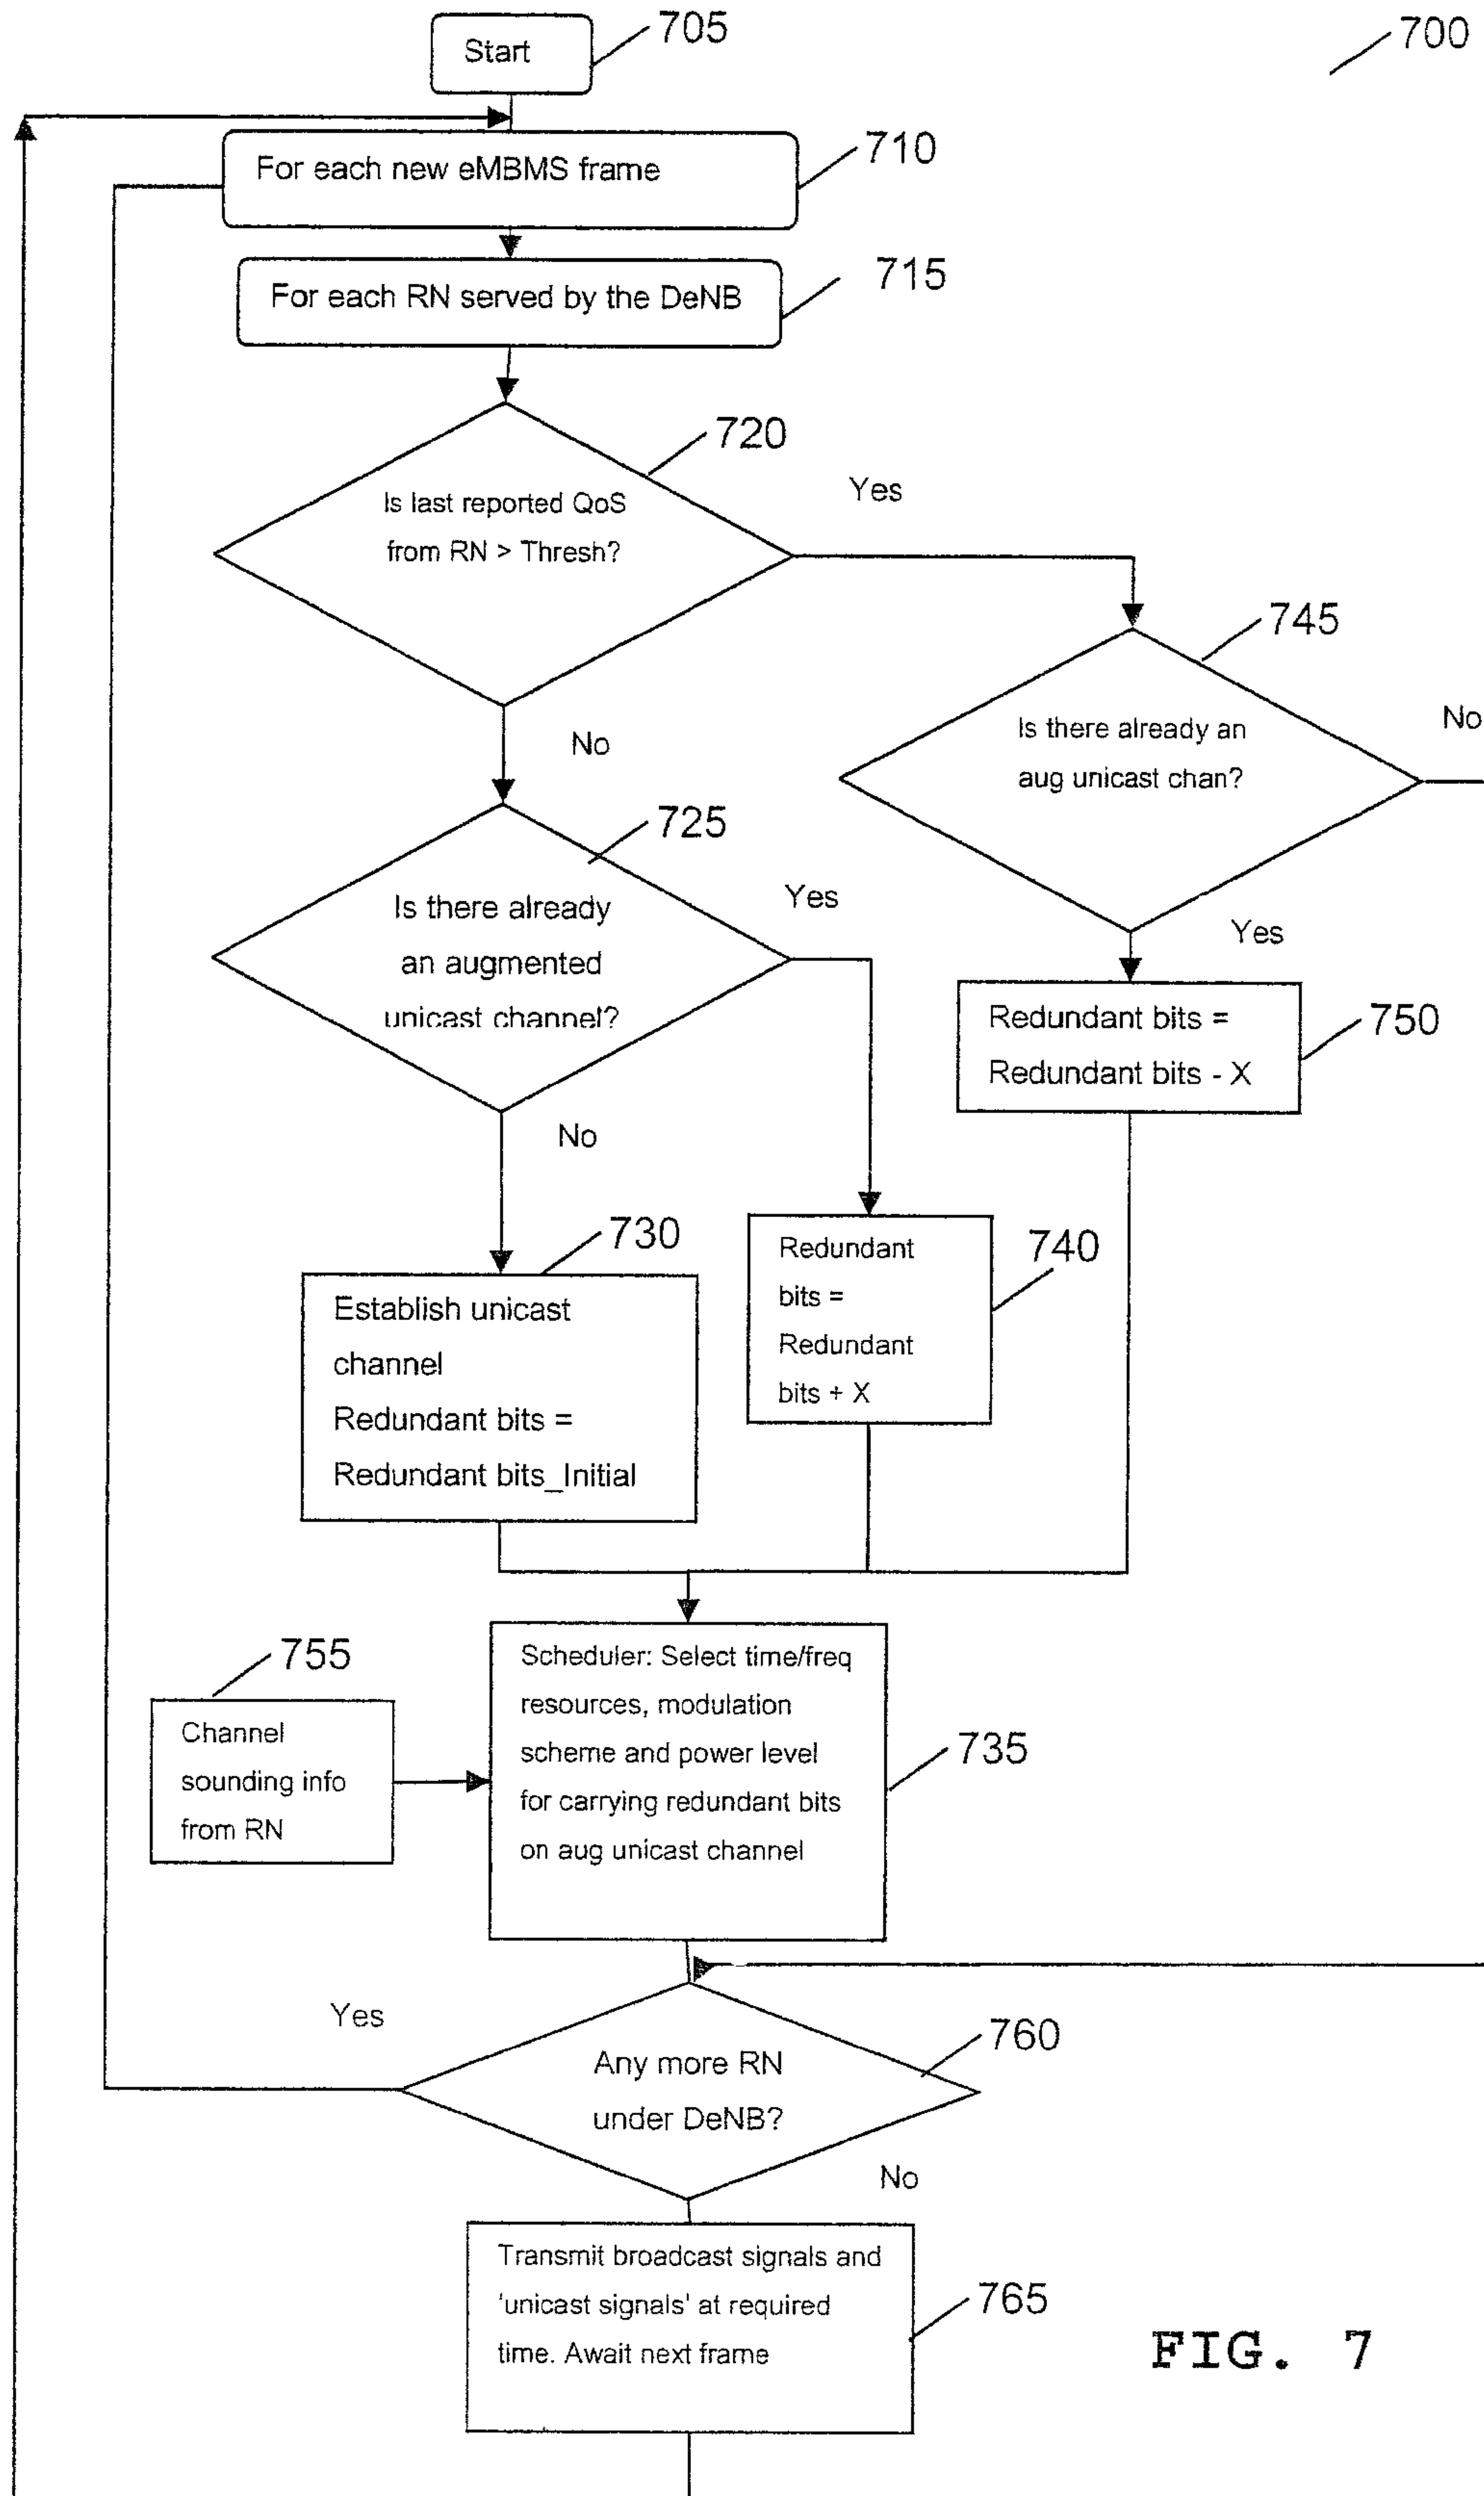 Start
705
700
For each new eMBMS frame
710
For each RN served by the DeNB
715
720
Is last reported QoS
from RN > Thresh?
Yes
745
Is there already an
aug unicast chan?
No
No
725
Is there already
an augmented
unicast channel?
Yes
Yes
Redundant bits =
Redundant bits - X
750
No
730
Establish unicast
channel
Redundant bits =
Redundant bits_Initial
Redundant
bits =
Redundant
bits + X
740
755
Channel
sounding info
from RN
Scheduler: Select time/freq
resources, modulation
scheme and power level
for carrying redundant bits
on aug unicast channel
735
Yes
760
Any more RN
under DeNB?
No
Transmit broadcast signals and
'unicast signals' at required
time. Await next frame
765
FIG. 7